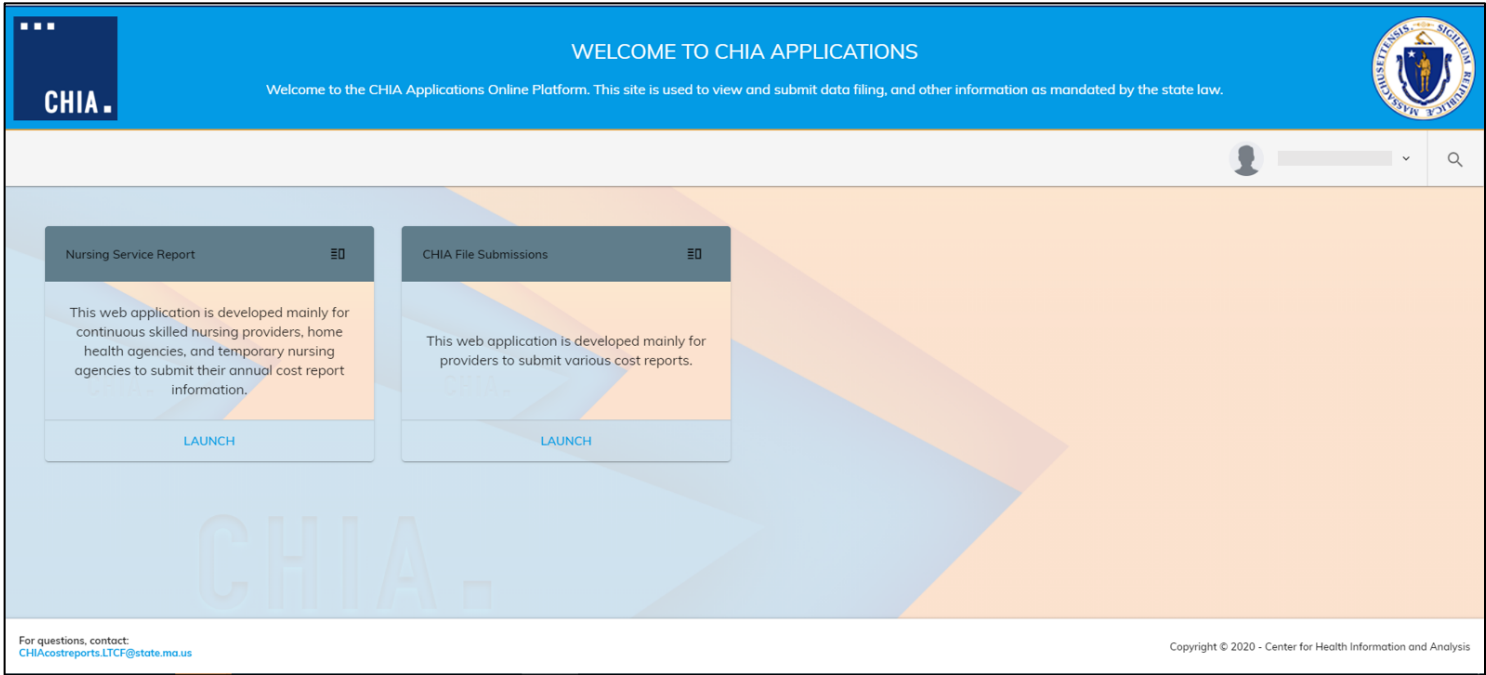 CHIA.
WELCOME TO CHIA APPLICATIONS
Welcome to the CHIA Applications Online Platform. This site is used to view and submit data filing, and other information as mandated by the state law.
Nursing Service Report
This web application is developed mainly for
continuous skilled nursing providers, home
health agencies, and temporary nursing
agencies to submit their annual cost report
information.
LAUNCH
CHIA File Submissions
This web application is developed mainly for
providers to submit various cost reports.
LAUNCH
CHIA.
For questions, contact:
CHIAcostreports.LTCF@state.ma.us
Copyright © 2020 - Center for Health Information and Analysis